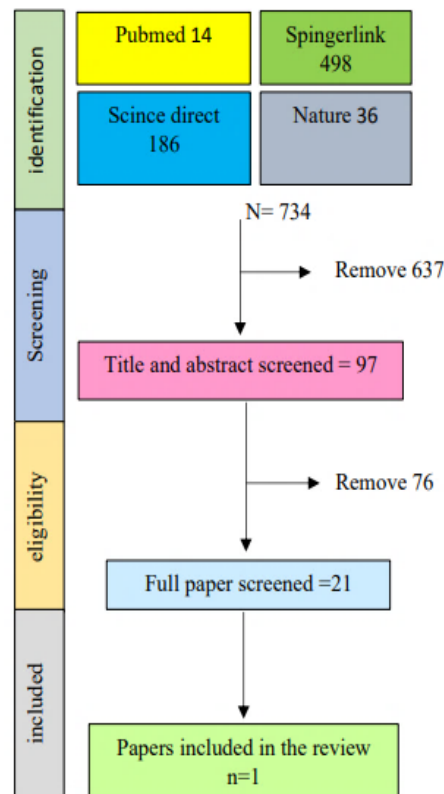 identification
Pubmed 14
Spingerlink
498
Scince direct
186
Nature 36
N= 734
Screening
Remove 637
Title and abstract screened = 97
eligibility
Remove 76
Full paper screened =21
included
Papers included in the review
n=1